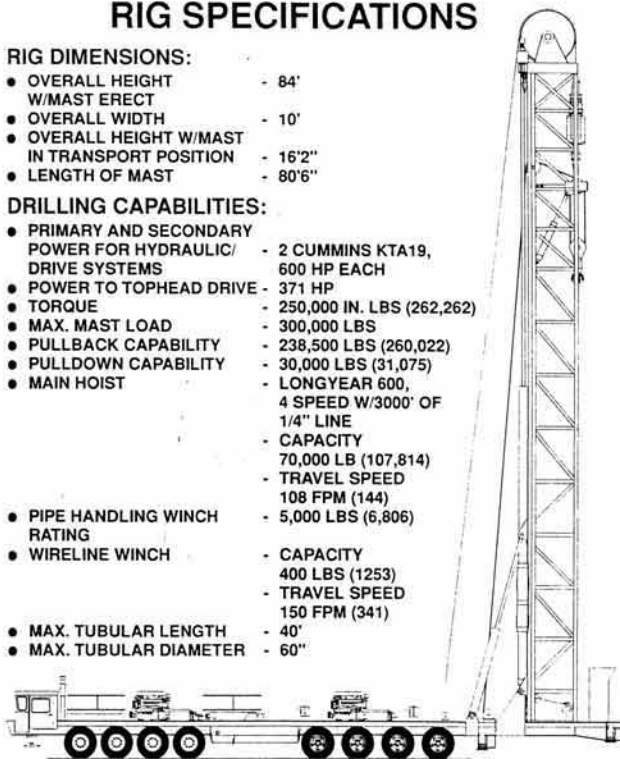 RIG SPECIFICATIONS
RIG DIMENSIONS:
● OVERALL HEIGHT - 84'
W/MAST ERECT
● OVERALL WIDTH - 10'
● OVERALL HEIGHT W/MAST
IN TRANSPORT POSITION - 16'2"
● LENGTH OF MAST - 80'6"
DRILLING CAPABILITIES:
● PRIMARY AND SECONDARY
POWER FOR HYDRAULIC/ - 2 CUMMINS KTA19,
DRIVE SYSTEMS 600 HP EACH
● POWER TO TOPHEAD DRIVE - 371 HP
● TORQUE - 250,000 IN. LBS (262,262)
● MAX. MAST LOAD - 300,000 LBS
● PULLBACK CAPABILITY - 238,500 LBS (260,022)
● PULLDOWN CAPABILITY - 30,000 LBS (31,075)
● MAIN HOIST - LONGYEAR 600,
4 SPEED W/3000' OF
1/4" LINE
- CAPACITY
70,000 LB (107,814)
- TRAVEL SPEED
108 FPM (144)
● PIPE HANDLING WINCH - 5,000 LBS (6,806)
RATING
● WIRELINE WINCH - CAPACITY
400 LBS (1253)
- TRAVEL SPEED
150 FPM (341)
● MAX. TUBULAR LENGTH - 40'
● MAX. TUBULAR DIAMETER - 60"